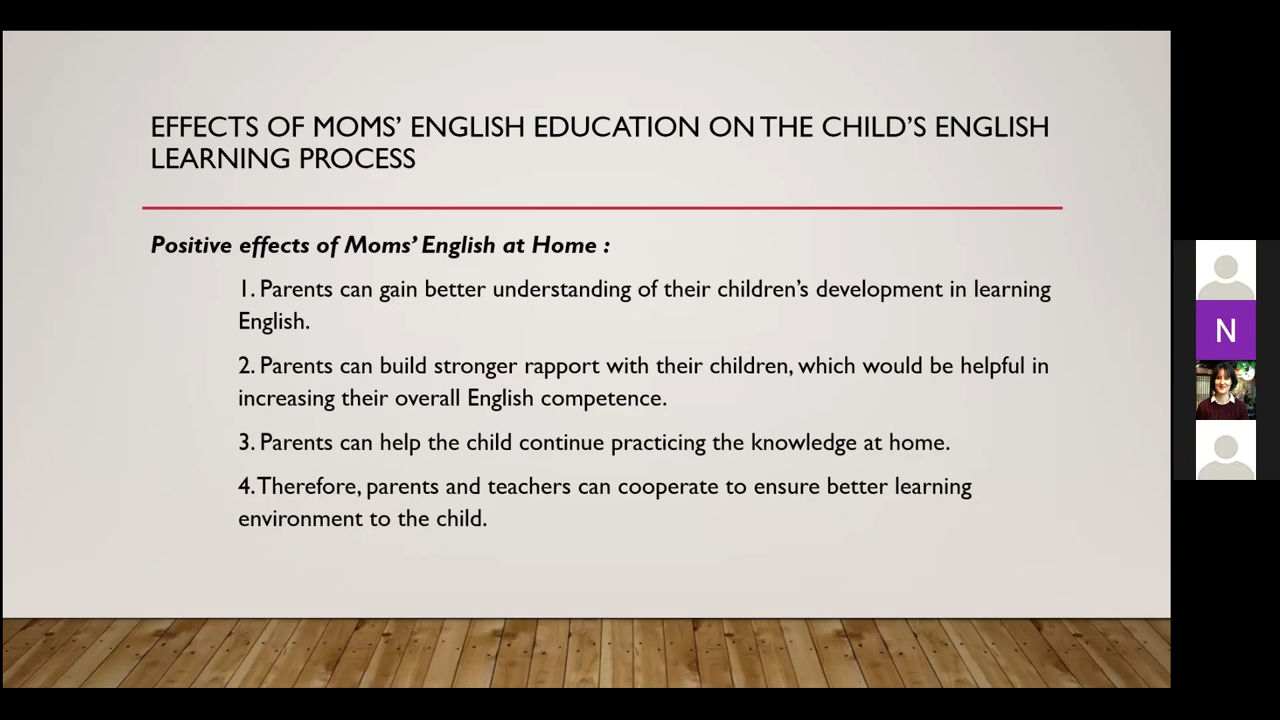 EFFECTS OF MOMS’ ENGLISH EDUCATION ON THE CHILD’S ENGLISH
LEARNING PROCESS
Positive effects of Moms’ English at Home :
1. Parents can gain better understanding of their children’s development in learning
English.
2. Parents can build stronger rapport with their children, which would be helpful in
increasing their overall English competence.
3. Parents can help the child continue practicing the knowledge at home.
4. Therefore, parents and teachers can cooperate to ensure better learning
environment to the child.
N